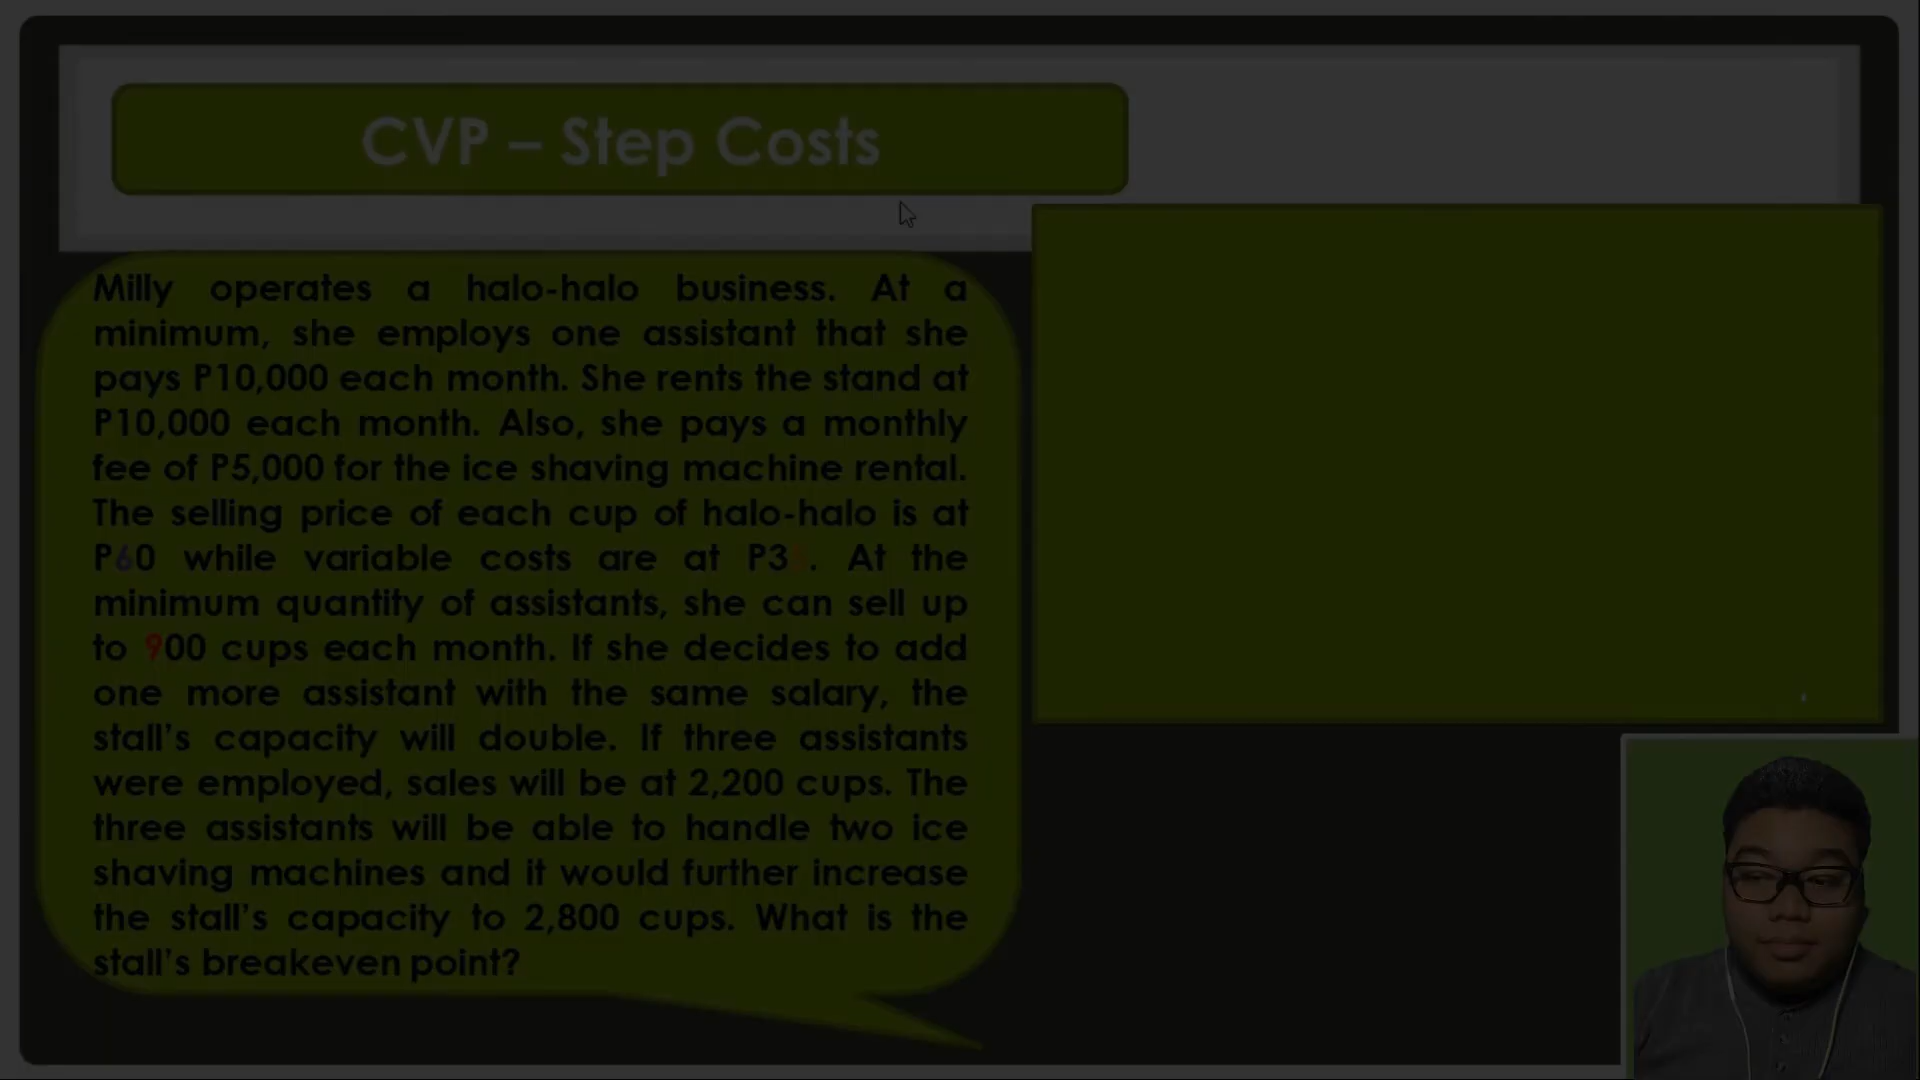 CVP – Step Costs
Milly operates a halo-halo business. At a
minimum, she employs one assistant that she
pays P10,000 each month. She rents the stand at
P10,000 each month. Also, she pays a monthly
fee of P5,000 for the ice shaving machine rental.
The selling price of each cup of halo-halo is at
P60 while variable costs are at
At the
minimum quantity of assistants, she can sell up
to 900 cups each month. If she decides to add
one more assistant with the same salary, the
stall's capacity will double. If three assistants
were employed, sales will be at 2,200 cups. The
three assistants will be able to handle two ice
shaving machines and it would further increase
the stall's capacity to 2,800 cups. What is the
stall's breakeven point?